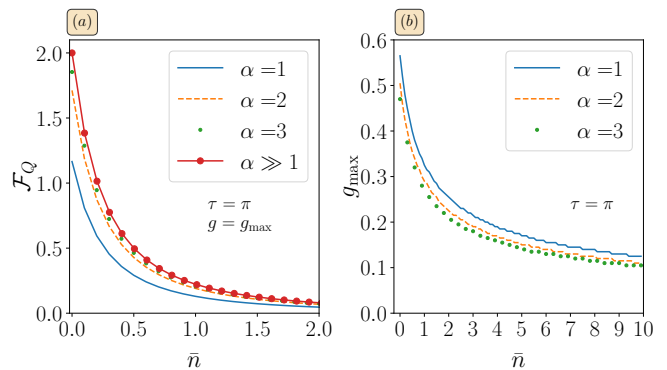 (a)
2.0
1.5
1.0
0.5
0.0
F_Q
α = 1
α = 2
α = 3
α ≫ 1
τ = π
g = g_max
0.0 0.5 1.0 1.5 2.0
n̄
(b)
0.6
0.5
0.4
0.3
0.2
0.1
0.0
g_max
α = 1
α = 2
α = 3
τ = π
0 1 2 3 4 5 6 7 8 9 10
n̄